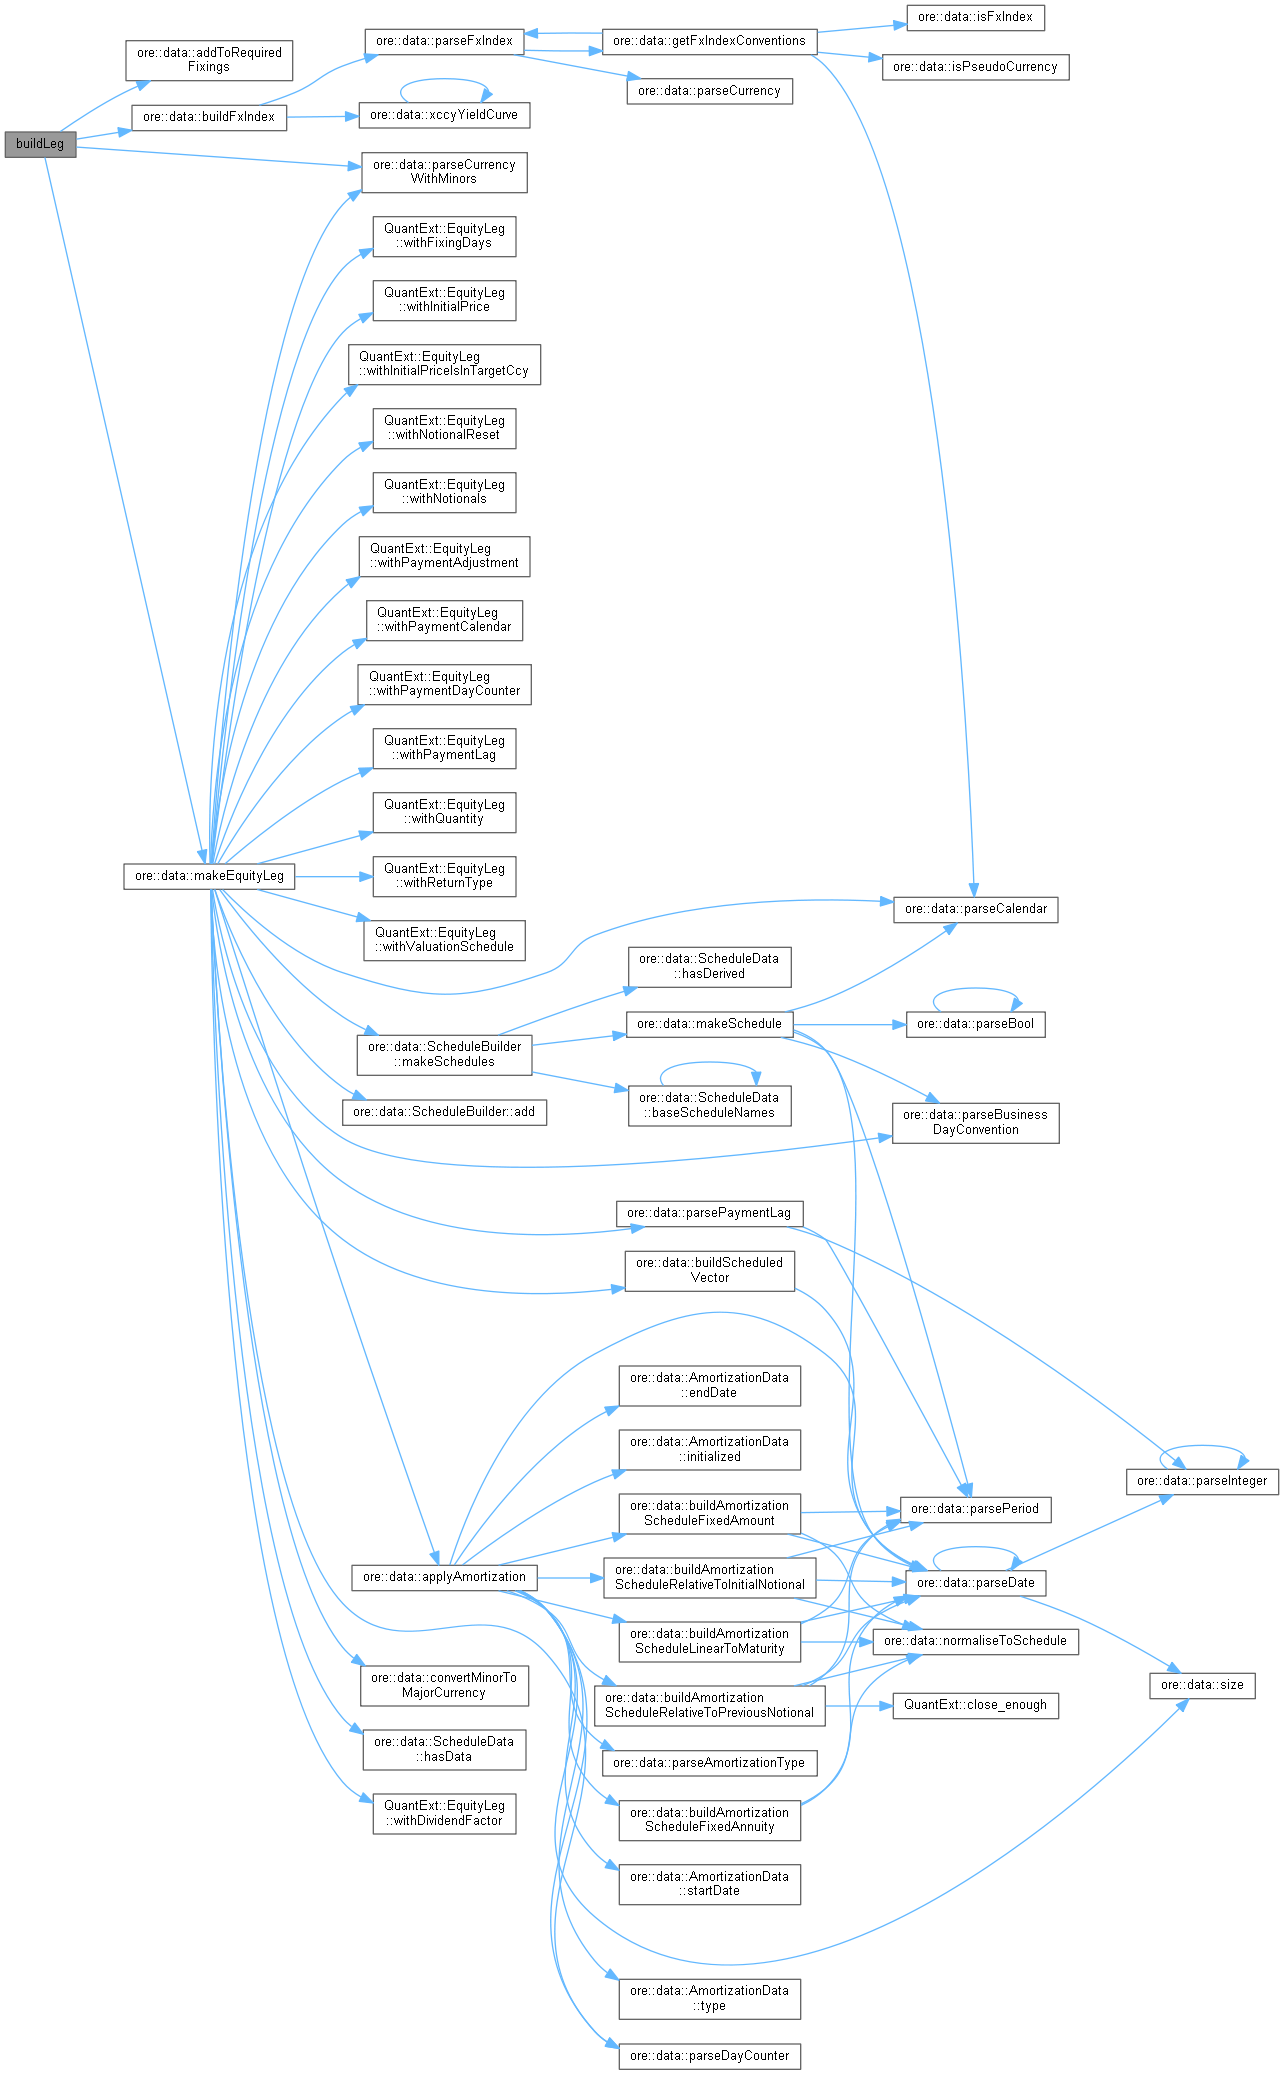 buildLeg
ore::data::addToRequired
Fixings
ore::data::buildFxIndex
ore::data::parseFxIndex
ore::data::getFxIndexConventions
ore::data::isFxIndex
ore::data::isPseudoCurrency
ore::data::parseCurrency
ore::data::xccyYieldCurve
ore::data::parseCurrency
WithMinors
QuantExt::EquityLeg
::withFixingDays
QuantExt::EquityLeg
::withInitialPrice
QuantExt::EquityLeg
::withInitialPriceIsInTargetCcy
QuantExt::EquityLeg
::withNotionalReset
QuantExt::EquityLeg
::withNotionals
QuantExt::EquityLeg
::withPaymentAdjustment
QuantExt::EquityLeg
::withPaymentCalendar
QuantExt::EquityLeg
::withPaymentDayCounter
QuantExt::EquityLeg
::withPaymentLag
QuantExt::EquityLeg
::withQuantity
ore::data::makeEquityLeg
QuantExt::EquityLeg
::withReturnType
QuantExt::EquityLeg
::withValuationSchedule
ore::data::parseCalendar
ore::data::ScheduleData
::hasDerived
ore::data::makeSchedule
ore::data::parseBool
ore::data::ScheduleBuilder
::makeSchedules
ore::data::ScheduleData
::baseScheduleNames
ore::data::ScheduleBuilder::add
ore::data::parseBusiness
DayConvention
ore::data::parsePaymentLag
ore::data::buildScheduled
Vector
ore::data::AmortizationData
::endDate
ore::data::AmortizationData
::initialized
ore::data::parseInteger
ore::data::buildAmortization
ScheduleFixedAmount
ore::data::parsePeriod
ore::data::applyAmortization
ore::data::buildAmortization
ScheduleRelativeToInitialNotional
ore::data::parseDate
ore::data::buildAmortization
ScheduleLinearToMaturity
ore::data::normaliseToSchedule
ore::data::convertMinorTo
MajorCurrency
ore::data::buildAmortization
ScheduleRelativeToPreviousNotional
QuantExt::close_enough
ore::data::size
ore::data::ScheduleData
::hasData
ore::data::parseAmortizationType
QuantExt::EquityLeg
::withDividendFactor
ore::data::buildAmortization
ScheduleFixedAnnuity
ore::data::AmortizationData
::startDate
ore::data::AmortizationData
::type
ore::data::parseDayCounter